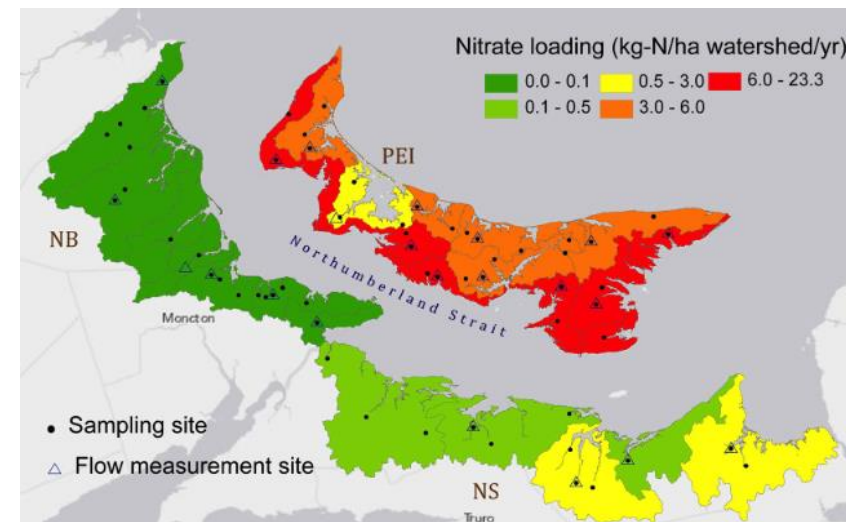 Nitrate loading (kg-N/ha watershed/yr)
0.0 - 0.1
0.5 - 3.0
6.0 - 23.3
0.1 - 0.5
3.0 - 6.0
PEI
NB
Northumberland Strait
Moncton
Sampling site
Flow measurement site
NS
Truro